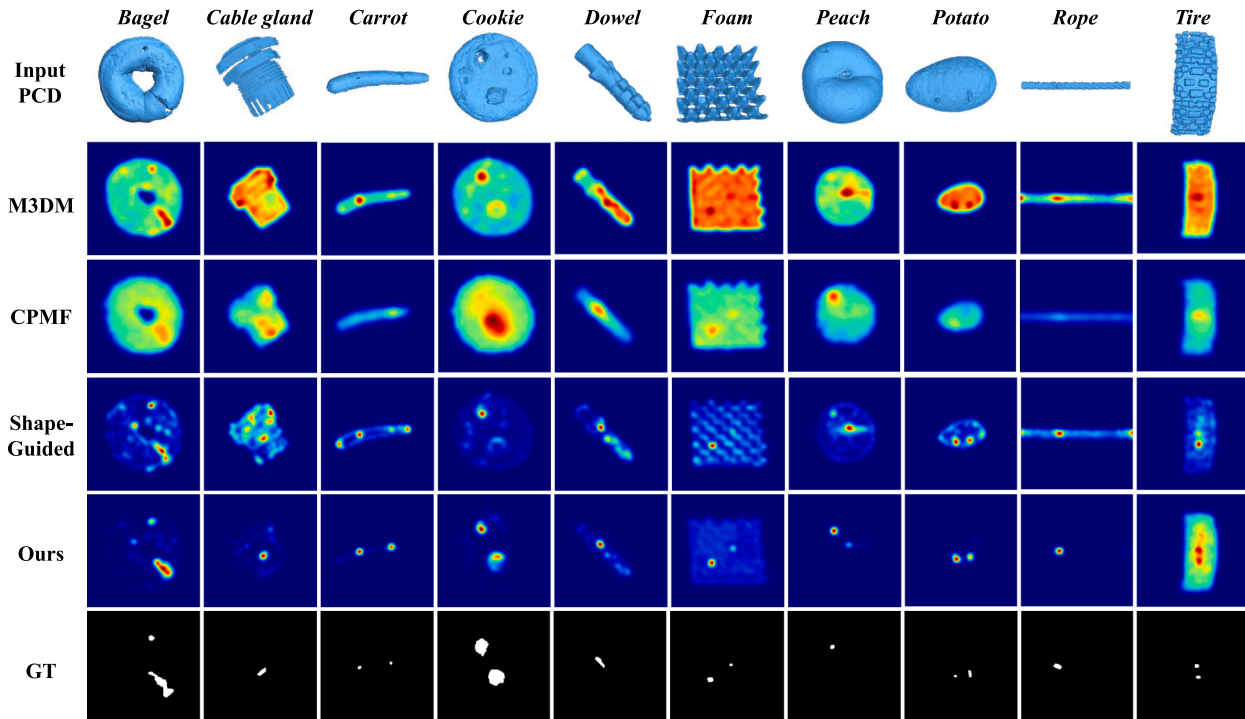 Bagel Cable gland Carrot Cookie Dowel Foam Peach Potato Rope Tire
Input
PCD
M3DM
CPMF
Shape-
Guided
Ours
GT